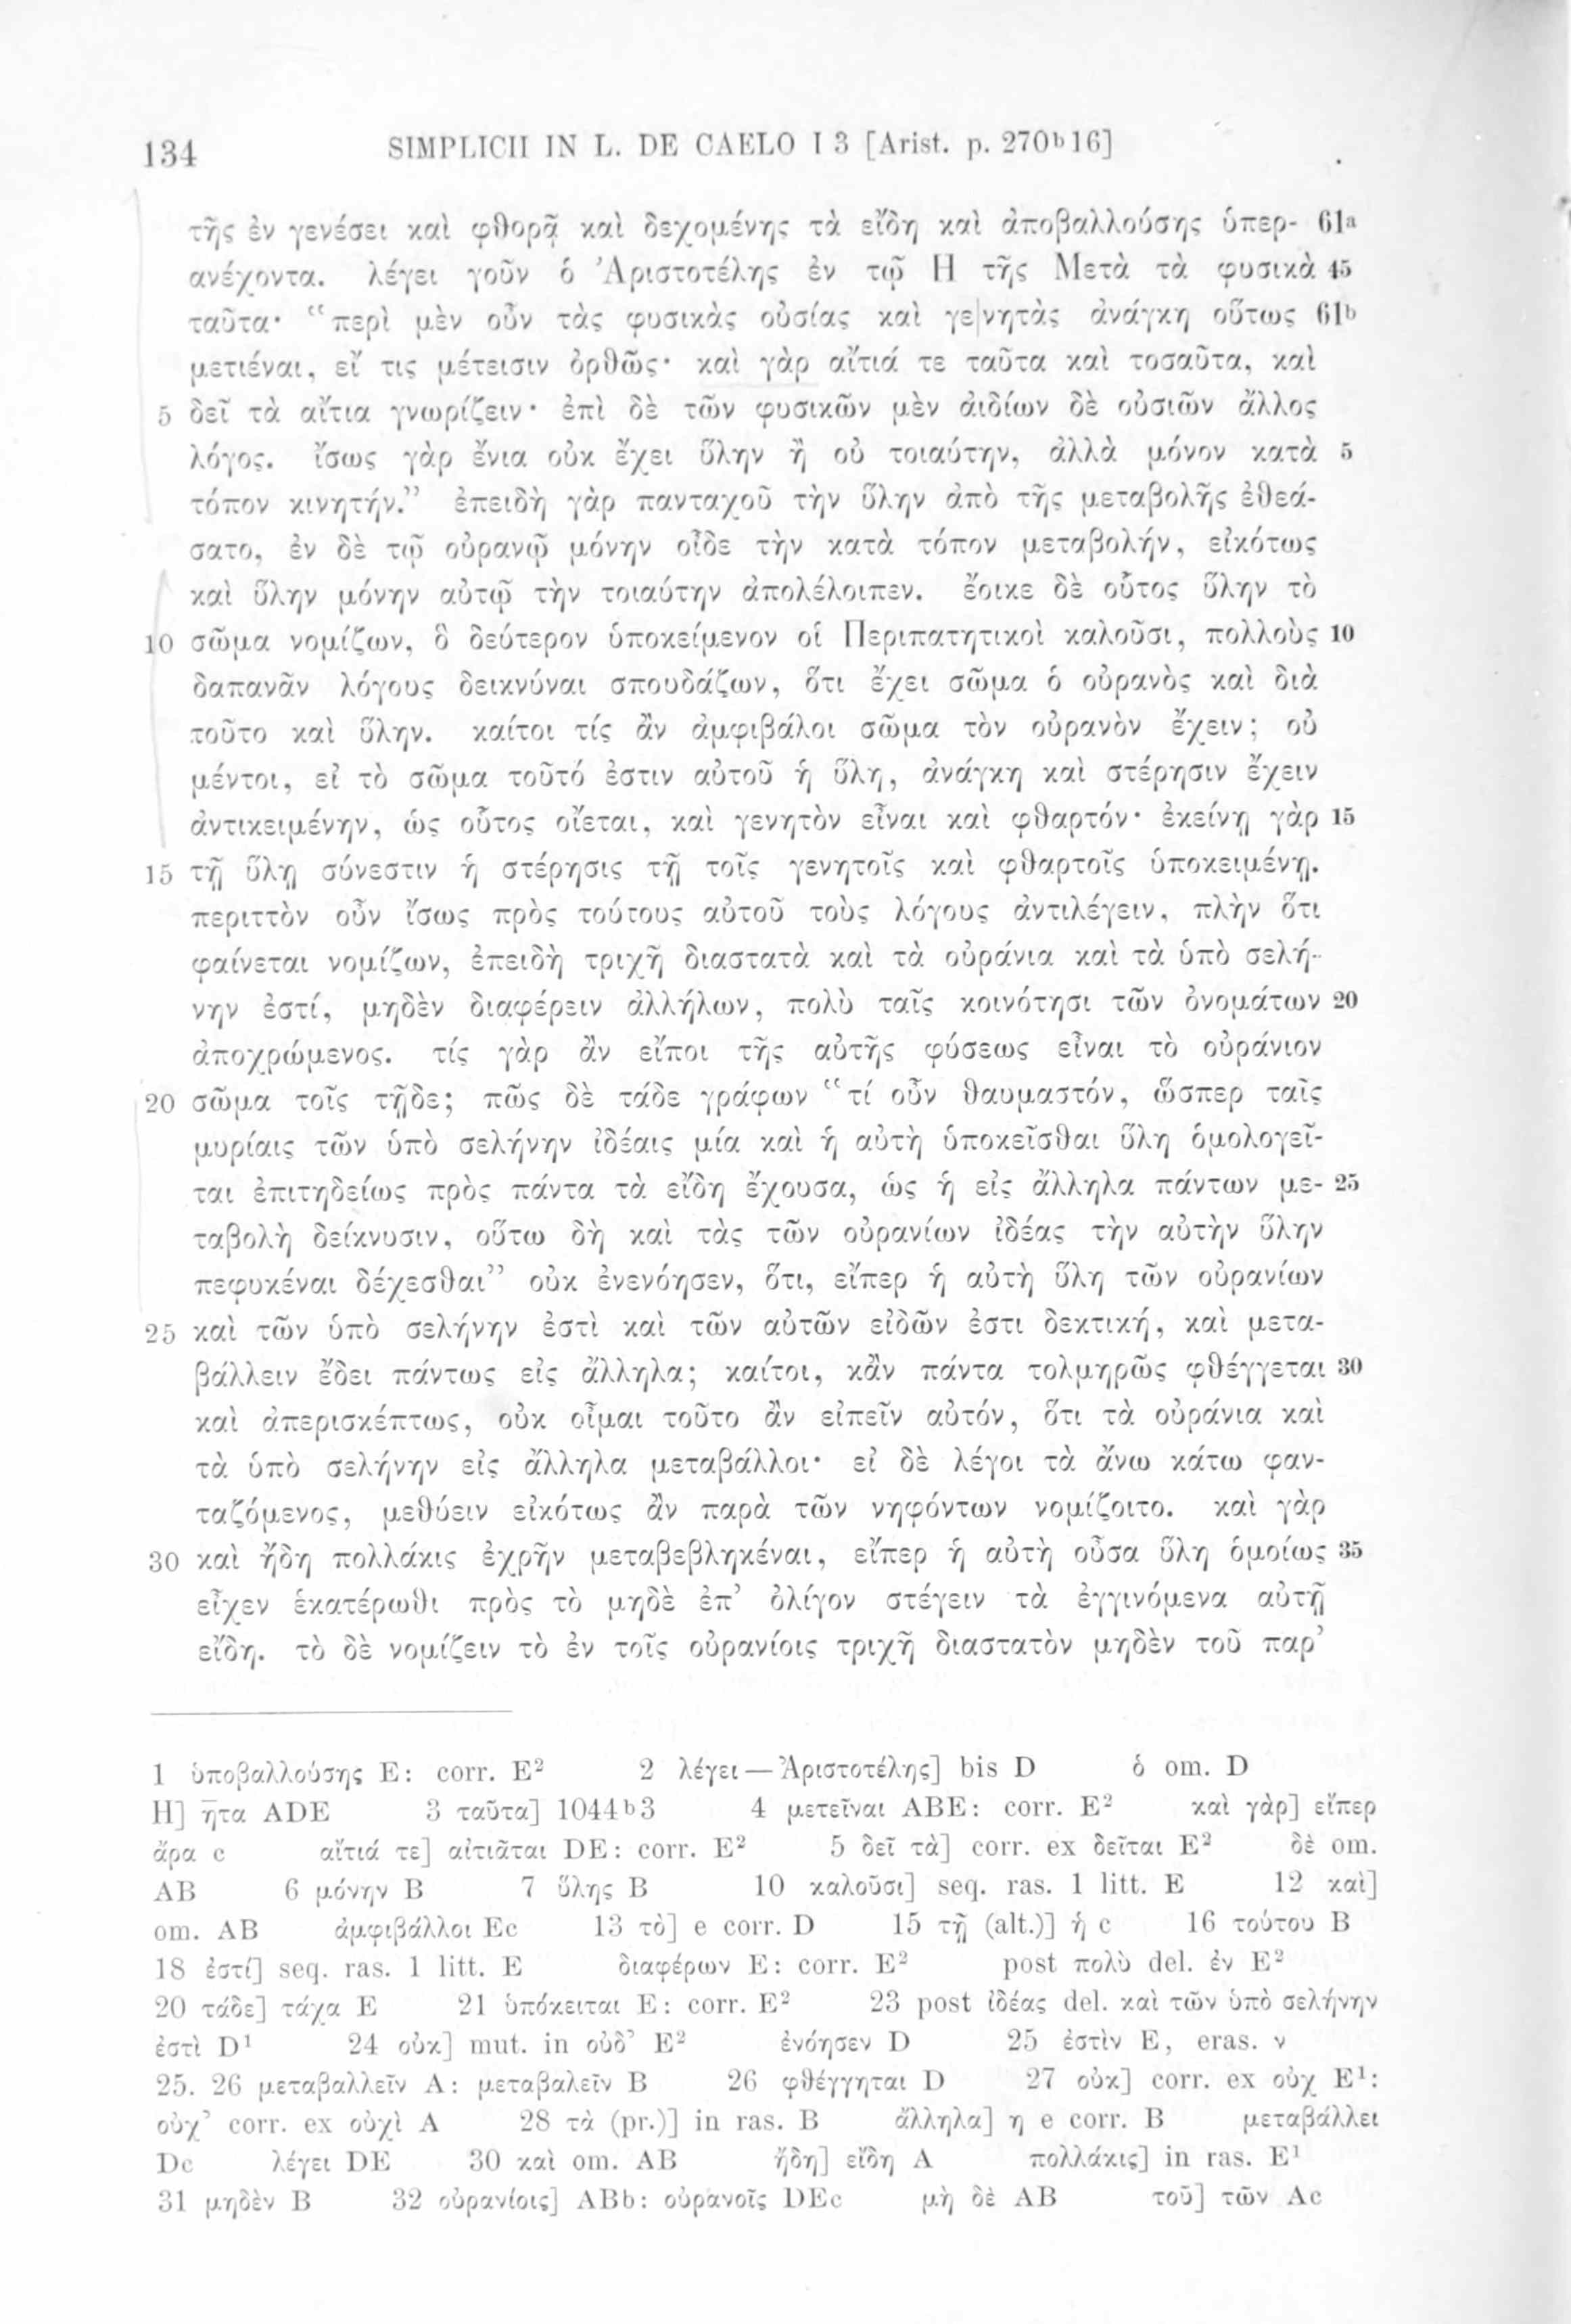 134 SIMPLICII IN L. DE CAELO I 3 [Arist. p. 270ᵇ16]
τῆς ἐν γενέσει καὶ φθορᾷ καὶ δεχομένης τὰ εἴδη καὶ ἀποβαλλούσης ὑπερ- 61ᵃ
ανέχοντα. λέγει γοῦν ὁ Ἀριστοτέλης ἐν τῷ Η τῆς Μετὰ τὰ φυσικὰ 45
ταῦτα· “περὶ μὲν οὖν τὰς φυσικὰς οὐσίας καὶ γε|νητὰς ἀνάγκη οὕτως 61ᵇ
μετιέναι, εἴ τις μέτεισιν ὀρθῶς· καὶ γὰρ αἴτιά τε ταῦτα καὶ τοσαῦτα, καὶ
5 δεῖ τὰ αἴτια γνωρίζειν· ἐπὶ δὲ τῶν φυσικῶν μὲν ἀιδίων δὲ οὐσιῶν ἄλλος
λόγος. ἴσως γὰρ ἔνια οὐκ ἔχει ὕλην ἢ οὐ τοιαύτην, ἀλλὰ μόνον κατὰ 5
τόπον κινητήν.” ἐπειδὴ γὰρ πανταχοῦ τὴν ὕλην ἀπὸ τῆς μεταβολῆς ἐθεά-
σατο, ἐν δὲ τῷ οὐρανῷ μόνην οἶδε τὴν κατὰ τόπον μεταβολήν, εἰκότως
καὶ ὕλην μόνην αὐτῷ τὴν τοιαύτην ἀπολέλοιπεν. ἔοικε δὲ οὗτος ὕλην τὸ
10 σῶμα νομίζων, ὃ δεύτερον ὑποκείμενον οἱ Περιπατητικοὶ καλοῦσι, πολλοὺς 10
δαπανᾶν λόγους δεικνύναι σπουδάζων, ὅτι ἔχει σῶμα ὁ οὐρανὸς καὶ διὰ
τοῦτο καὶ ὕλην. καίτοι τίς ἂν ἀμφιβάλοι σῶμα τὸν οὐρανὸν ἔχειν; οὐ
μέντοι, εἰ τὸ σῶμα τοῦτό ἐστιν αὐτοῦ ἡ ὕλη, ἀνάγκη καὶ στέρησιν ἔχειν
ἀντικειμένην, ὡς οὗτος οἴεται, καὶ γενητὸν εἶναι καὶ φθαρτόν· ἐκείνῃ γὰρ 15
15 τῇ ὕλῃ σύνεστιν ἡ στέρησις τῇ τοῖς γενητοῖς καὶ φθαρτοῖς ὑποκειμένῃ.
περιττὸν οὖν ἴσως πρὸς τούτους αὐτοῦ τοὺς λόγους ἀντιλέγειν, πλὴν ὅτι
φαίνεται νομίζων, ἐπειδὴ τριχῇ διαστατὰ καὶ τὰ οὐράνια καὶ τὰ ὑπὸ σελή-
νην ἐστί, μηδὲν διαφέρειν ἀλλήλων, πολὺ ταῖς κοινότησι τῶν ὀνομάτων 20
ἀποχρώμενος. τίς γὰρ ἂν εἴποι τῆς αὐτῆς φύσεως εἶναι τὸ οὐράνιον
20 σῶμα τοῖς τῇδε; πῶς δὲ τάδε γράφων “τί οὖν θαυμαστόν, ὥσπερ ταῖς
μυρίαις τῶν ὑπὸ σελήνην ἰδέαις μία καὶ ἡ αὐτὴ ὑποκεῖσθαι ὕλη ὁμολογεῖ-
ται ἐπιτηδείως πρὸς πάντα τὰ εἴδη ἔχουσα, ὡς ἡ εἰς ἄλληλα πάντων με- 25
ταβολὴ δείκνυσιν, οὕτω δὴ καὶ τὰς τῶν οὐρανίων ἰδέας τὴν αὐτὴν ὕλην
πεφυκέναι δέχεσθαι” οὐκ ἐνενόησεν, ὅτι, εἴπερ ἡ αὐτὴ ὕλη τῶν οὐρανίων
25 καὶ τῶν ὑπὸ σελήνην ἐστὶ καὶ τῶν αὐτῶν εἰδῶν ἐστι δεκτική, καὶ μετα-
βάλλειν ἔδει πάντως εἰς ἄλληλα; καίτοι, κἂν πάντα τολμηρῶς φθέγγεται 30
καὶ ἀπερισκέπτως, οὐκ οἶμαι τοῦτο ἂν εἰπεῖν αὐτόν, ὅτι τὰ οὐράνια καὶ
τὰ ὑπὸ σελήνην εἰς ἄλληλα μεταβάλλοι· εἰ δὲ λέγοι τὰ ἄνω κάτω φαν-
ταζόμενος, μεθύειν εἰκότως ἂν παρὰ τῶν νηφόντων νομίζοιτο. καὶ γὰρ
30 καὶ ἤδη πολλάκις ἐχρῆν μεταβεβληκέναι, εἴπερ ἡ αὐτὴ οὖσα ὕλη ὁμοίως 35
εἶχεν ἑκατέρωθι πρὸς τὸ μηδὲ ἐπ’ ὀλίγον στέγειν τὰ ἐγγινόμενα αὐτῇ
εἴδη. τὸ δὲ νομίζειν τὸ ἐν τοῖς οὐρανίοις τριχῇ διαστατὸν μηδὲν τοῦ παρ’
1 ὑποβαλλούσης E: corr. E² 2 λέγει — Ἀριστοτέλης] bis D ὁ om. D
Η] ῆτα ADE 3 ταῦτα] 1044ᵇ3 4 μετεῖναι ABE: corr. E² καὶ γὰρ] εἴπερ
ἄρα c αἴτιά τε] αἰτιᾶται DE: corr. E² 5 δεῖ τὰ] corr. ex δεῖται E² δὲ om.
AB 6 μόνην B 7 ὕλης B 10 καλοῦσι] seq. ras. 1 litt. E 12 καὶ]
om. AB ἀμφιβάλλοι Ec 13 τὸ] e corr. D 15 τῇ (alt.)] ἡ c 16 τούτου B
18 ἐστί] seq. ras. 1 litt. E διαφέρων E: corr. E² post πολὺ del. ἐν E²
20 τάδε] τάχα E 21 ὑπόκειται E: corr. E² 23 post ἰδέας del. καὶ τῶν ὑπὸ σελήνην
ἐστὶ D¹ 24 οὐκ] mut. in οὐδ’ E² ἐνόησεν D 25 ἐστὶν E, eras. ν
25. 26 μεταβαλλεῖν A: μεταβαλεῖν B 26 φθέγγηται D 27 οὐκ] corr. ex οὐχ E¹:
οὐχ’ corr. ex οὐχὶ A 28 τὰ (pr.)] in ras. B ἄλληλα] η e corr. B μεταβάλλει
Dc λέγει DE 30 καὶ om. AB ἤδη] εἴδη A πολλάκις] in ras. E¹
31 μηδὲν B 32 οὐρανίοις] ABb: οὐρανοῖς DEc μὴ δὲ AB τοῦ] τῶν Ac